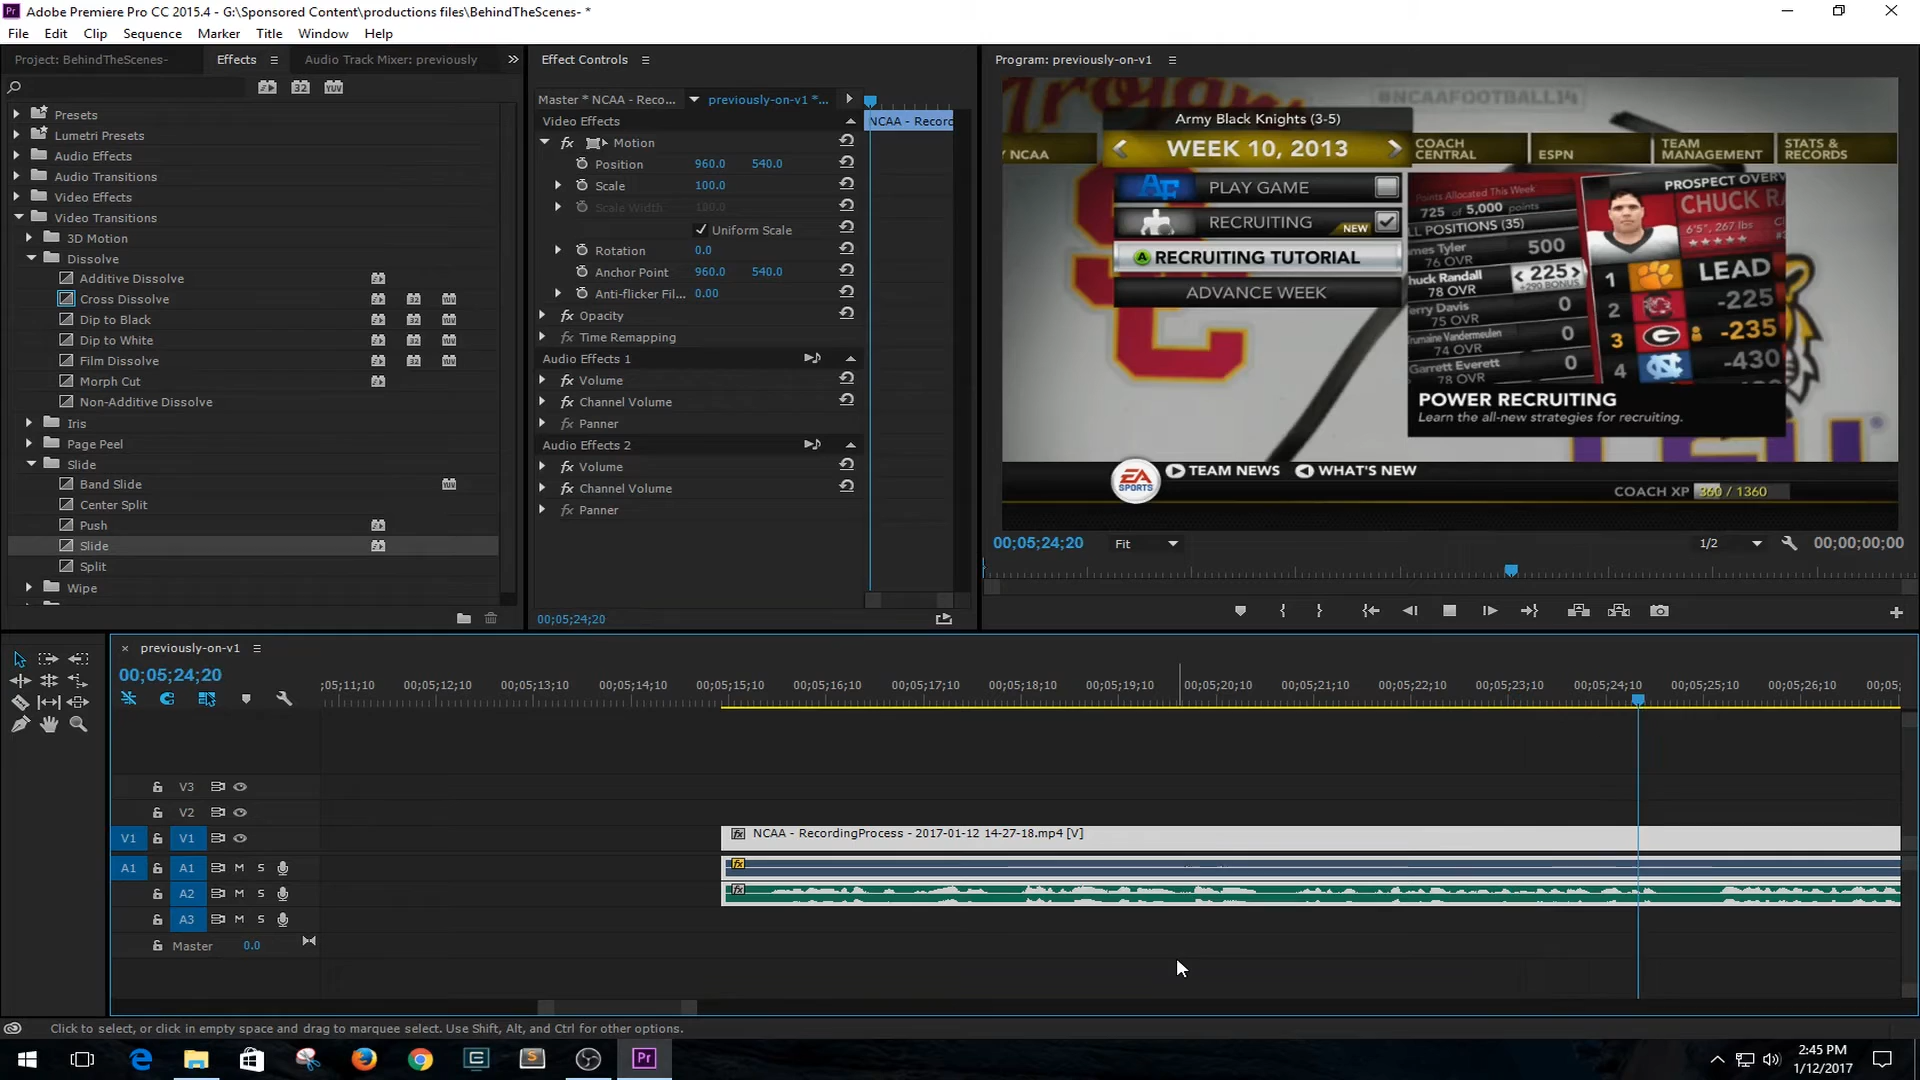 Adobe Premiere Pro CC 2015.4 - G:\Sponsored Content\productions files\BehindTheScenes- *
File Edit Clip Sequence Marker Title Window Help
Project: BehindTheScenes- Effects Audio Track Mixer: previously
32 YUV
Presets
Lumetri Presets
Audio Effects
Audio Transitions
Video Effects
Video Transitions
3D Motion
Dissolve
Additive Dissolve
Cross Dissolve
Dip to Black
Dip to White
Film Dissolve
Morph Cut
Non-Additive Dissolve
Iris
Page Peel
Slide
Band Slide
Center Split
Push
Slide
Split
Wipe
Effect Controls
Master * NCAA - Reco... previously-on-v1 *...
Video Effects NCAA - Record
fx Motion
Position 960.0 540.0
Scale 100.0
Scale Width 100.0
Uniform Scale
Rotation 0.0
Anchor Point 960.0 540.0
Anti-flicker Fil... 0.00
fx Opacity
fx Time Remapping
Audio Effects 1
fx Volume
fx Channel Volume
fx Panner
Audio Effects 2
fx Volume
fx Channel Volume
fx Panner
00;05;24;20
Program: previously-on-v1
#NCAAFOOTBALL14
Army Black Knights (3-5)
WEEK 10, 2013
NCAA
COACH CENTRAL
ESPN
TEAM MANAGEMENT
STATS & RECORDS
PLAY GAME
RECRUITING NEW
A RECRUITING TUTORIAL
ADVANCE WEEK
Points Allocated This Week
725 of 5,000 points
POSITIONS (35)
mes Tyler 500
76 OVR
huck Randall 225
78 OVR +290 BONUS
erry Davis 0
75 OVR
rumaine Vandermeulen 0
74 OVR
Garrett Everett 0
78 OVR
PROSPECT OVERV
CHUCK RA
6'5", 267 lbs
1 LEAD
2 -225
3 G -235
4 NC -430
POWER RECRUITING
Learn the all-new strategies for recruiting.
EA SPORTS
TEAM NEWS WHAT'S NEW
COACH XP 360 / 1360
00;05;24;20 Fit 1/2 00;00;00;00
previously-on-v1
00;05;24;20
;05;11;10 00;05;12;10 00;05;13;10 00;05;14;10 00;05;15;10 00;05;16;10 00;05;17;10 00;05;18;10 00;05;19;10 00;05;20;10 00;05;21;10 00;05;22;10 00;05;23;10 00;05;24;10 00;05;25;10 00;05;26;10 00;05;
V3
V2
V1 V1 fx NCAA - RecordingProcess - 2017-01-12 14-27-18.mp4 [V]
A1 A1 M S fx
A2 M S fx
A3 M S
Master 0.0
Click to select, or click in empty space and drag to marquee select. Use Shift, Alt, and Ctrl for other options.
Pr
2:45 PM
1/12/2017